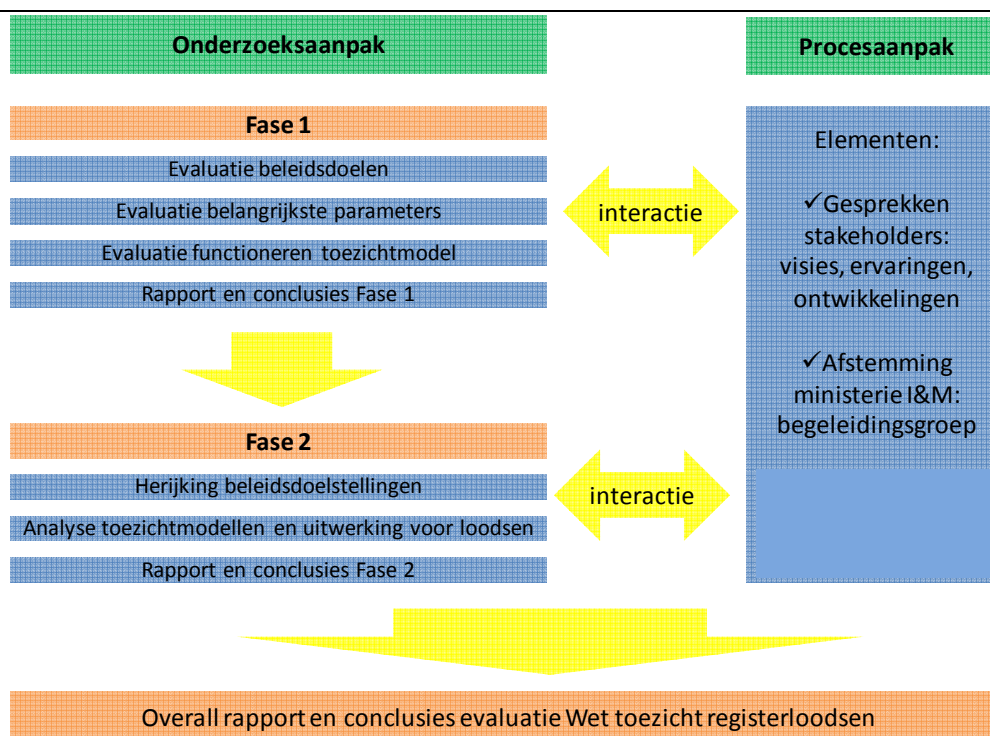 Onderzoeksaanpak
Fase 1
Evaluatie beleidsdoelen
Evaluatie belangrijkste parameters
Evaluatie functioneren toezichtmodel
Rapport en conclusies Fase 1
interactie
Fase 2
Herijking beleidsdoelstellingen
Analyse toezichtmodellen en uitwerking voor loodsen
Rapport en conclusies Fase 2
interactie
Procesaanpak
Elementen:
✓Gesprekken
stakeholders:
visies, ervaringen,
ontwikkelingen
✓Afstemming
ministerie I&M:
begeleidingsgroep
Overall rapport en conclusies evaluatie Wet toezicht registerloodsen